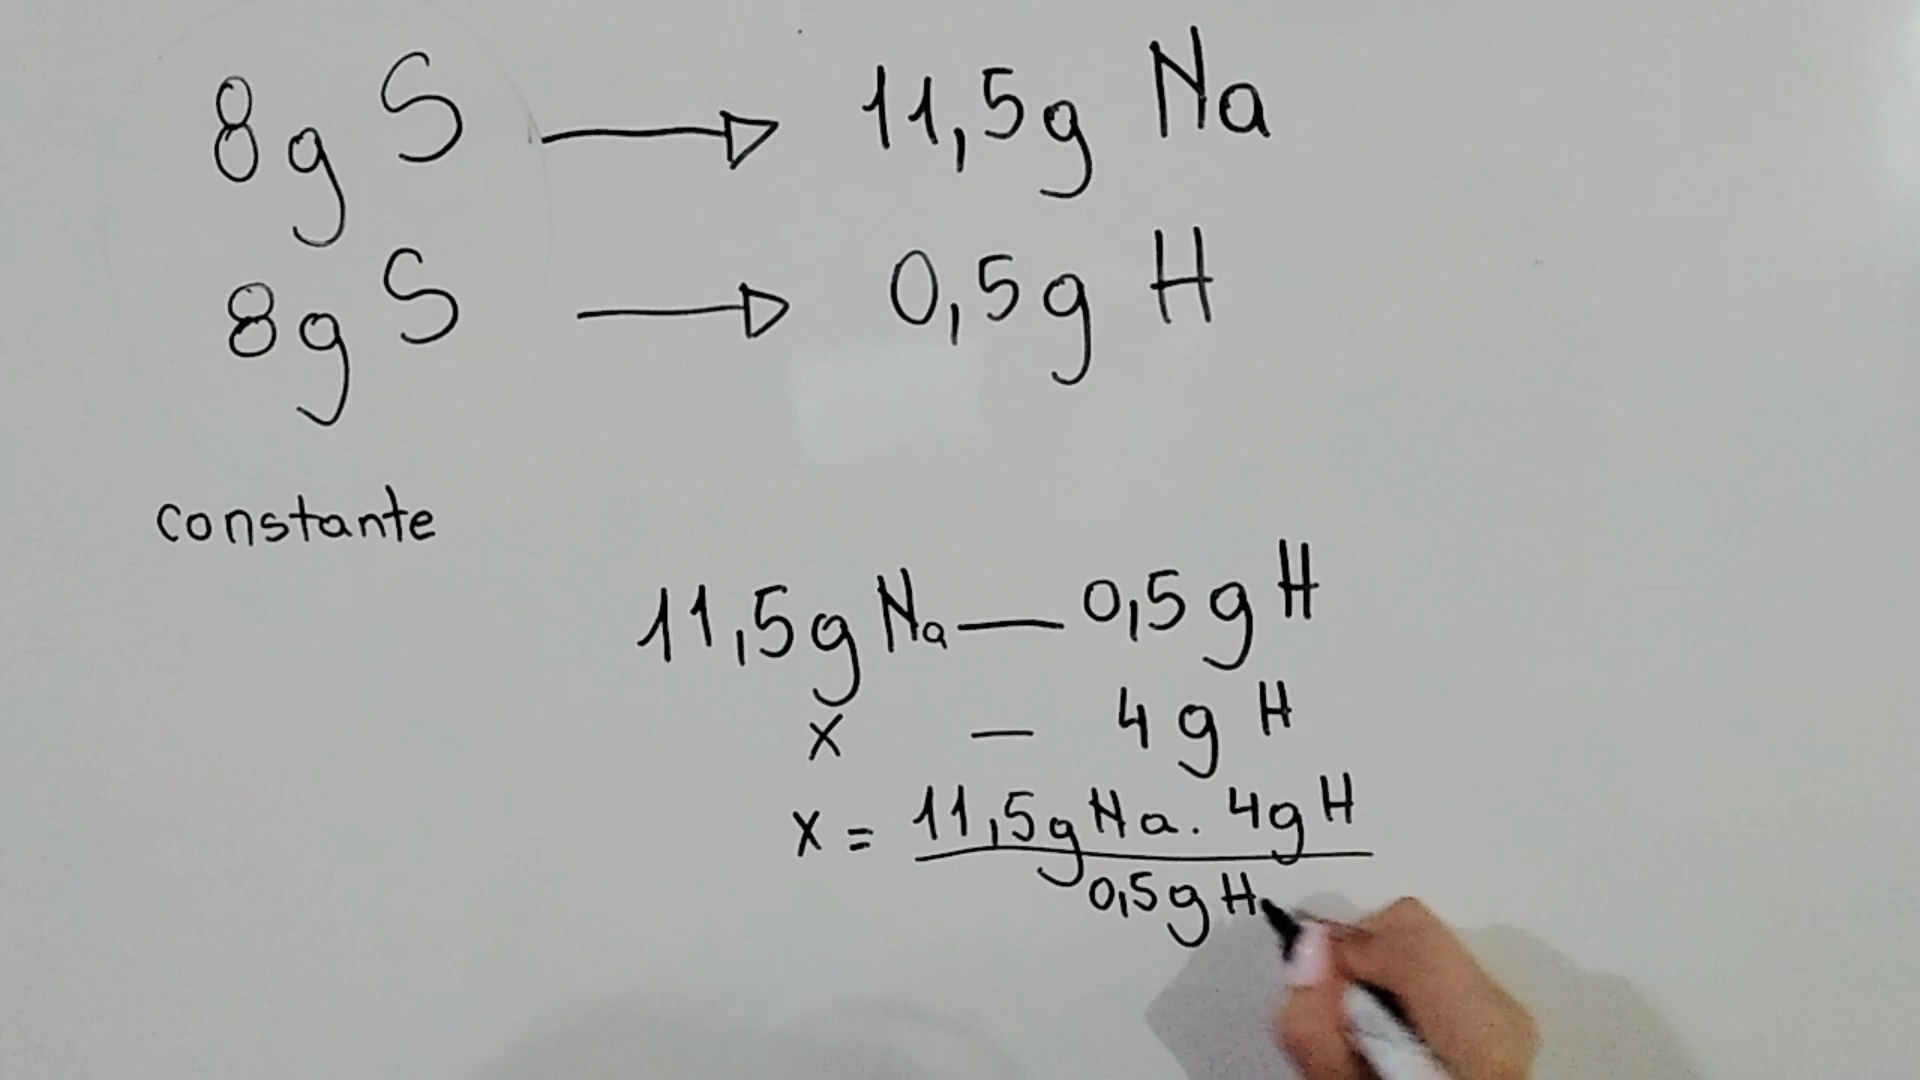 8g S → 11,5g Na
8g S → 0,5g H
constante
11,5g Na — 0,5g H
x — 4g H
x = 11,5g Na . 4g H
0,5g H